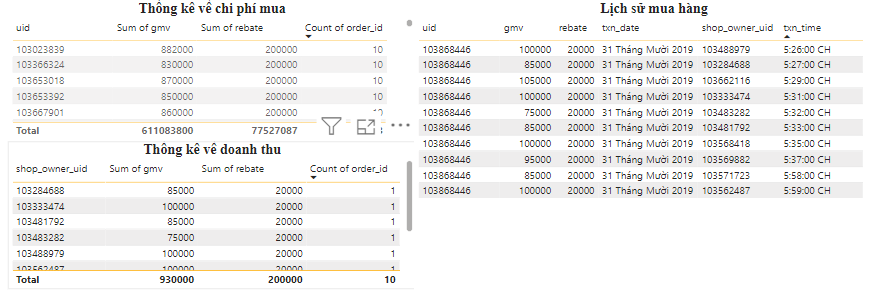 Thống kê về chi phí mua
uid Sum of gmv Sum of rebate Count of order_id
103023839 882000 200000 10
103366324 830000 200000 10
103653018 870000 200000 10
103653392 850000 200000 10
103667901 860000 200000 10
Total 611083800 77527087
Thống kê về doanh thu
shop_owner_uid Sum of gmv Sum of rebate Count of order_id
103284688 85000 20000 1
103333474 100000 20000 1
103481792 85000 20000 1
103483282 75000 20000 1
103488979 100000 20000 1
103562487 100000 20000 1
Total 930000 200000 10
Lịch sử mua hàng
uid gmv rebate txn_date shop_owner_uid txn_time
103868446 100000 20000 31 Tháng Mười 2019 103488979 5:26:00 CH
103868446 85000 20000 31 Tháng Mười 2019 103284688 5:27:00 CH
103868446 105000 20000 31 Tháng Mười 2019 103662116 5:29:00 CH
103868446 100000 20000 31 Tháng Mười 2019 103333474 5:31:00 CH
103868446 75000 20000 31 Tháng Mười 2019 103483282 5:32:00 CH
103868446 85000 20000 31 Tháng Mười 2019 103481792 5:33:00 CH
103868446 100000 20000 31 Tháng Mười 2019 103568418 5:35:00 CH
103868446 95000 20000 31 Tháng Mười 2019 103569882 5:37:00 CH
103868446 85000 20000 31 Tháng Mười 2019 103571723 5:58:00 CH
103868446 100000 20000 31 Tháng Mười 2019 103562487 5:59:00 CH